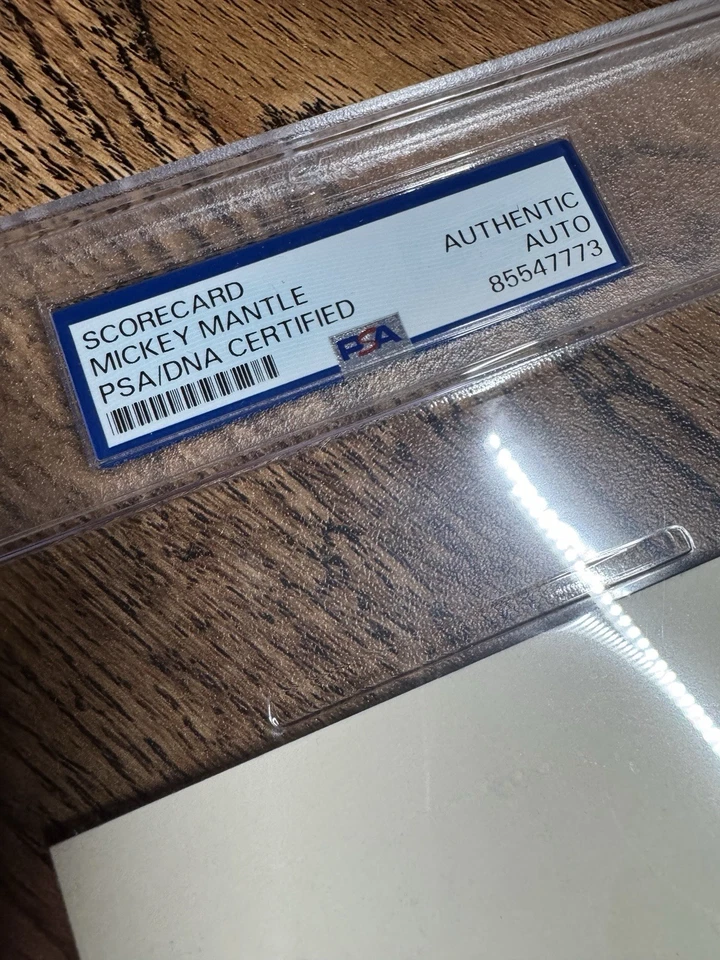 SCORECARD
MICKEY MANTLE
PSA/DNA CERTIFIED
PSA
AUTHENTIC
AUTO
85547773